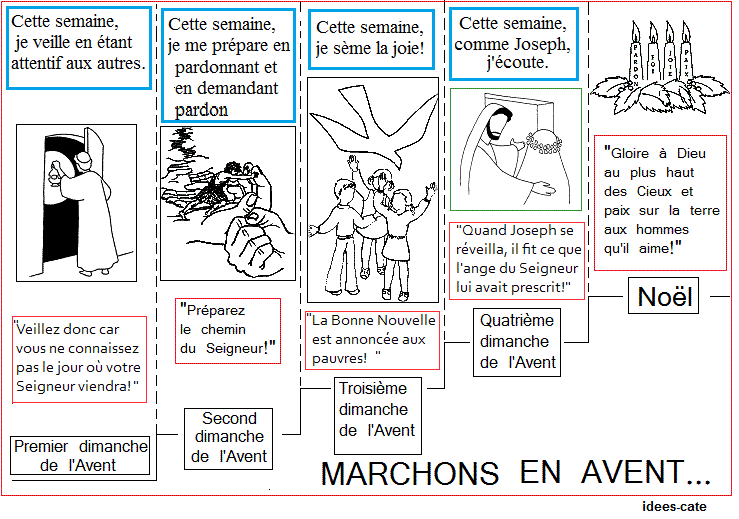 Cette semaine,
je veille en étant
attentif aux autres.
"Veillez donc car
vous ne connaissez
pas le jour où votre
Seigneur viendra!"
Premier dimanche
de l'Avent
Cette semaine,
je me prépare en
pardonnant et
en demandant
pardon
"Préparez
le chemin
du Seigneur!"
Second
dimanche
de l'Avent
Cette semaine,
je sème la joie!
"La Bonne Nouvelle
est annoncée aux
pauvres! "
Troisième
dimanche
de l'Avent
Cette semaine,
comme Joseph,
j'écoute.
"Quand Joseph se
réveilla, il fit ce que
l'ange du Seigneur
lui avait prescrit!"
Quatrième
dimanche
de l'Avent
PARDON
FOI
JOIE
PAIX
"Gloire à Dieu
au plus haut
des Cieux et
paix sur la terre
aux hommes
qu'il aime!"
Noël
MARCHONS EN AVENT...
idees-cate